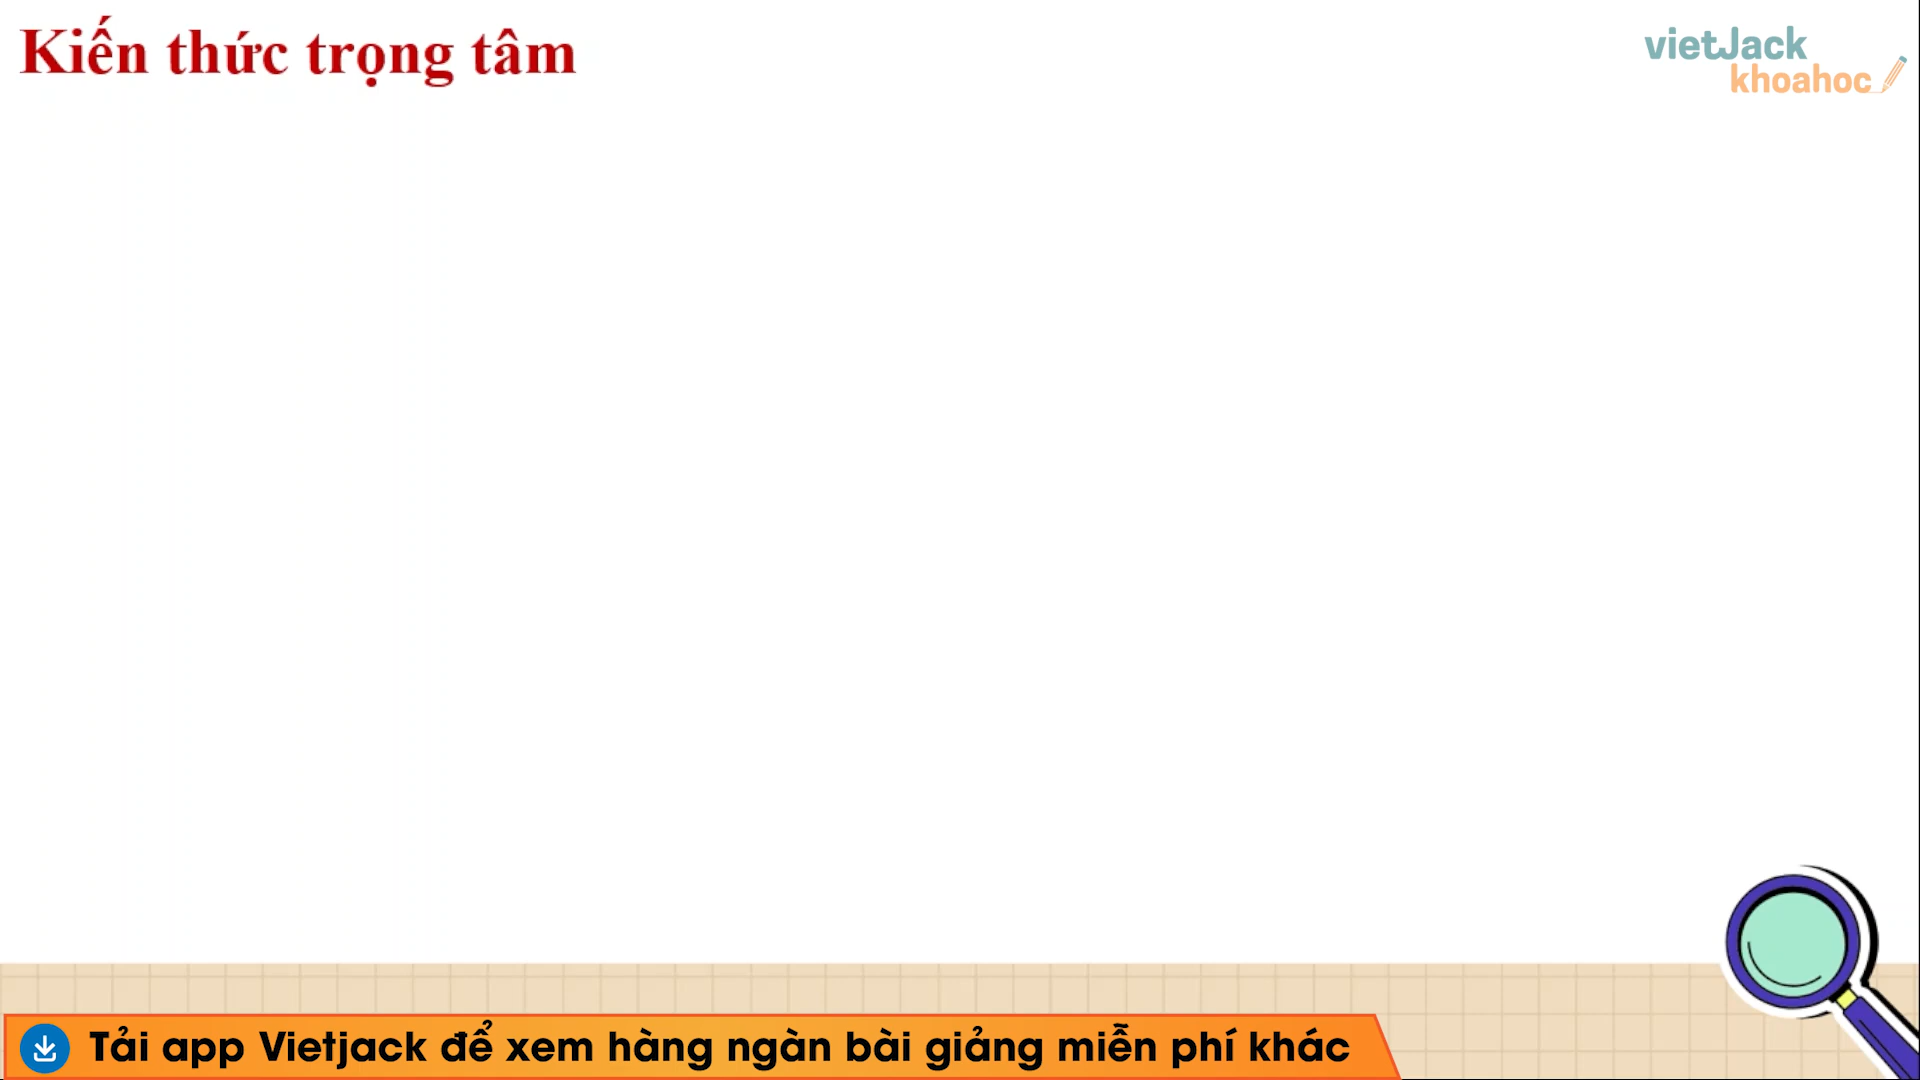 Kiến thức trọng tâm
vietJack
khoahoc
Tải app Vietjack để xem hàng ngàn bài giảng miễn phí khác